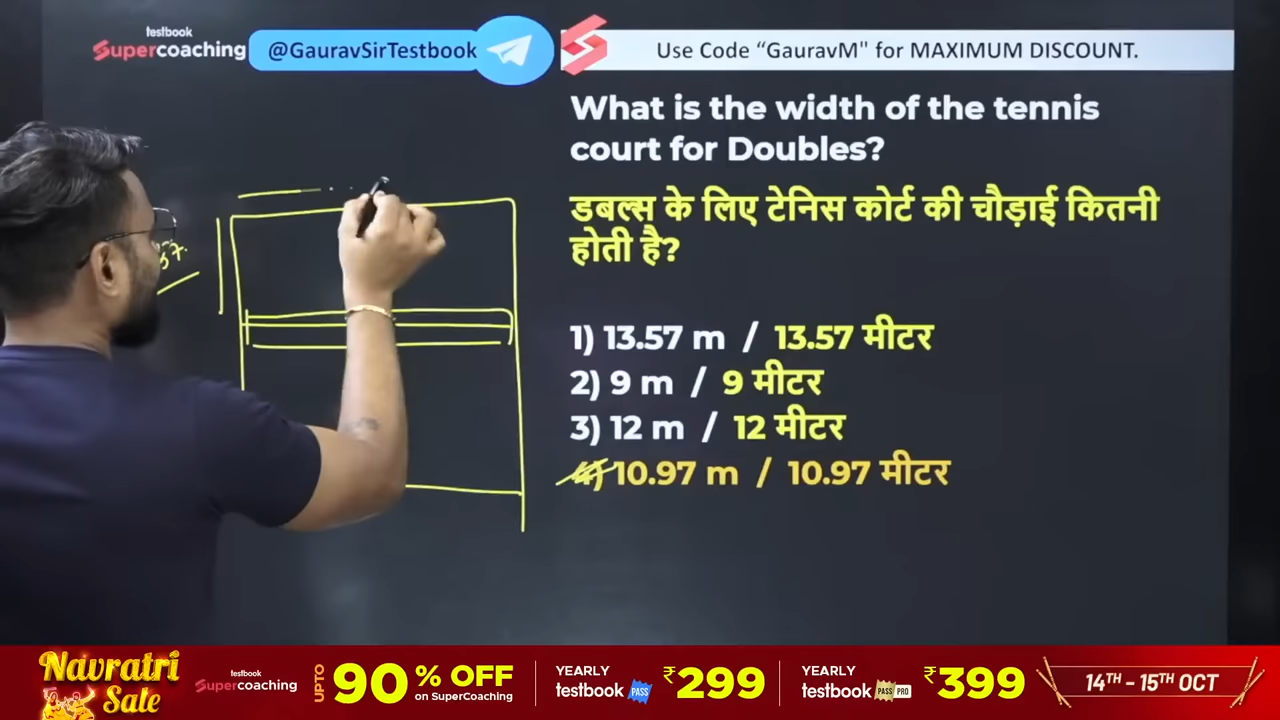 testbook
Supercoaching
@GauravSirTestbook
Use Code “GauravM" for MAXIMUM DISCOUNT.
What is the width of the tennis
court for Doubles?
डबल्स के लिए टेनिस कोर्ट की चौड़ाई कितनी
होती है?
1) 13.57 m / 13.57 मीटर
2) 9 m / 9 मीटर
3) 12 m / 12 मीटर
4) 10.97 m / 10.97 मीटर
Navratri
Sale
testbook
Supercoaching
UPTO
90% OFF
on SuperCoaching
YEARLY
testbook PASS
₹299
YEARLY
testbook PASS PRO
₹399
14TH - 15TH OCT